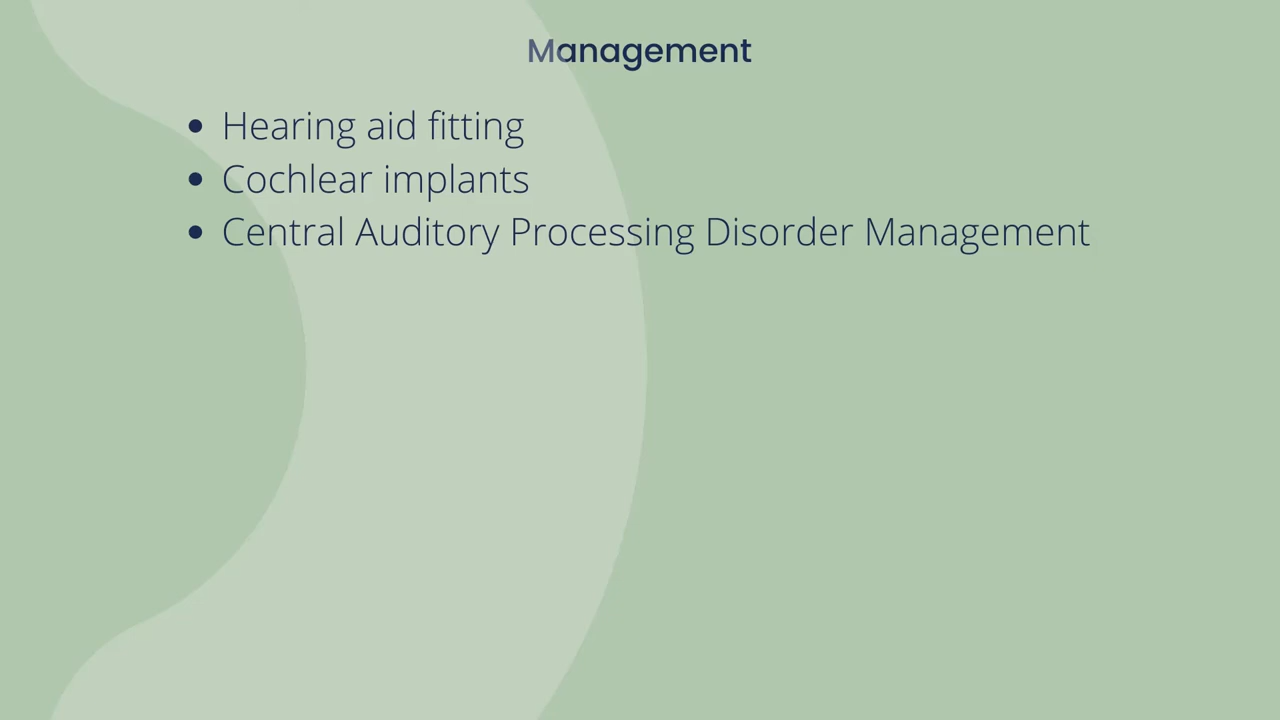 Management
• Hearing aid fitting
• Cochlear implants
• Central Auditory Processing Disorder Management